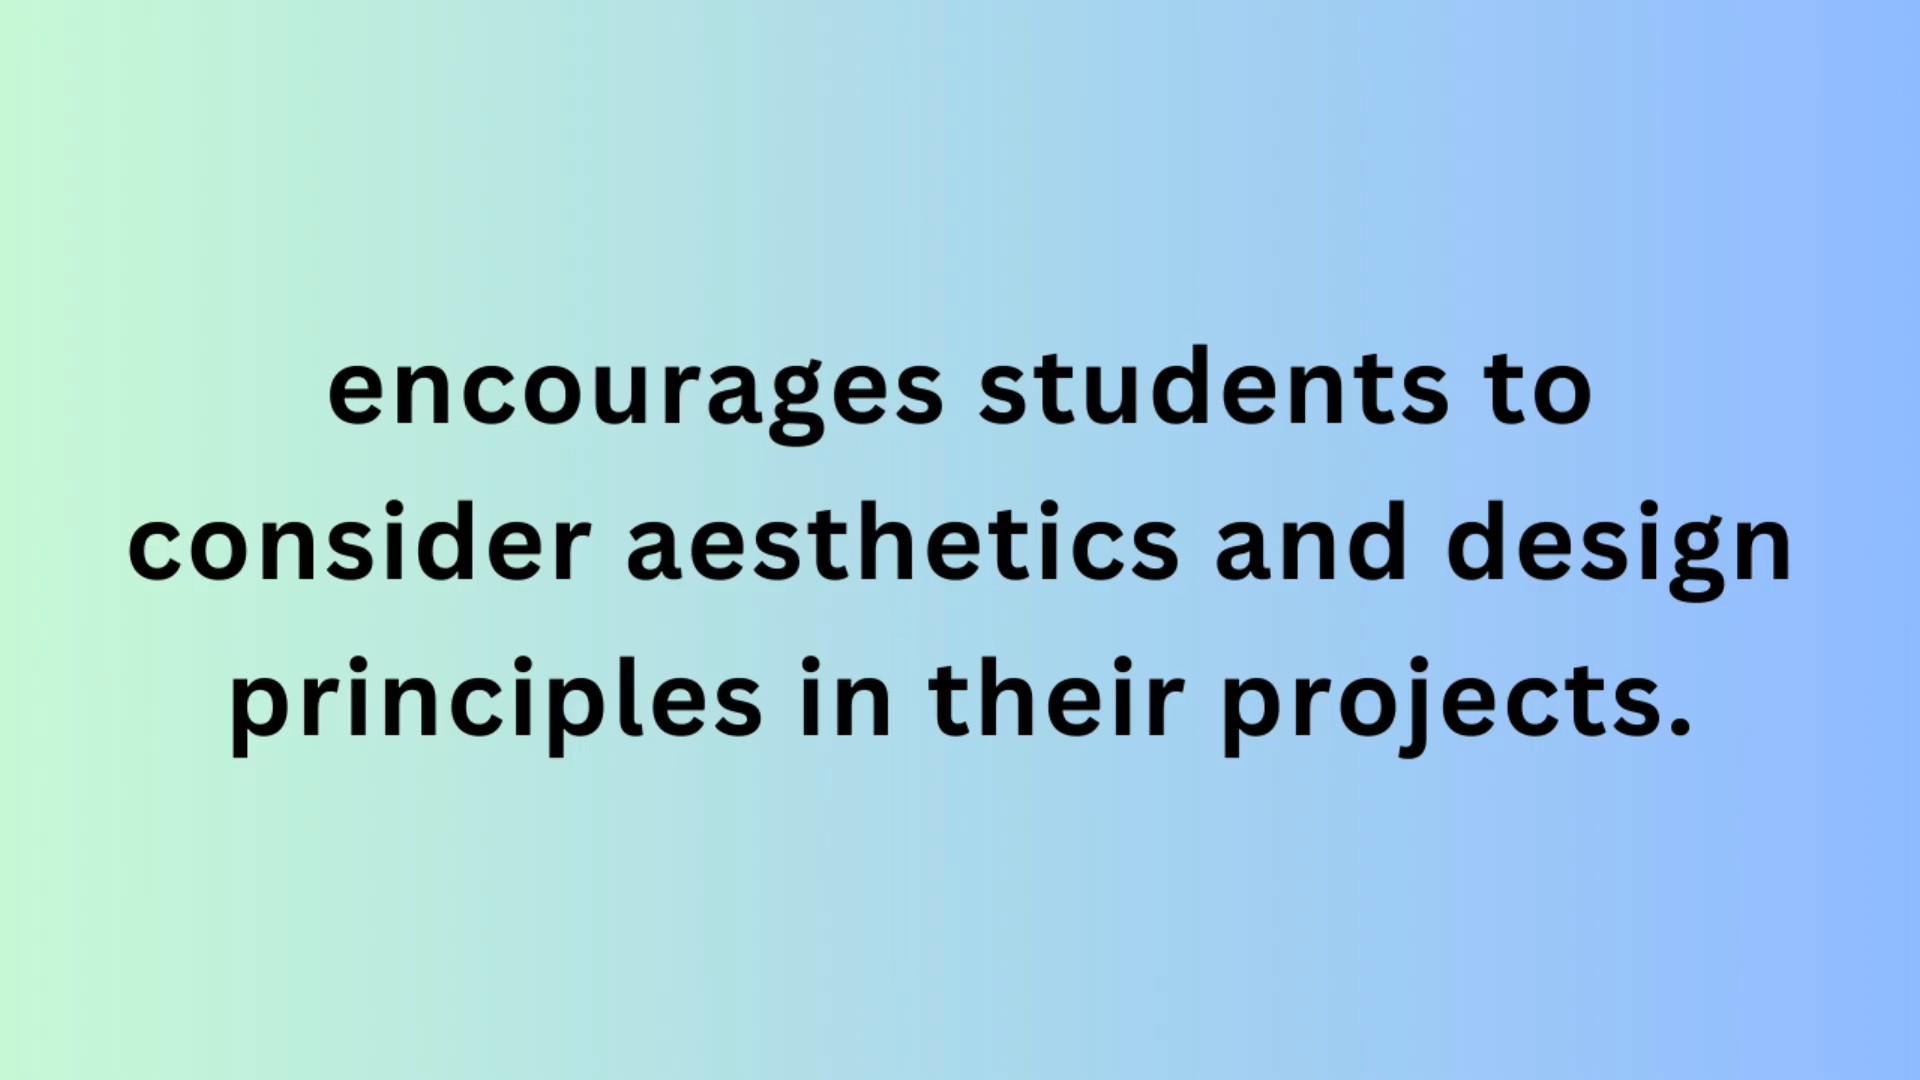 encourages students to
consider aesthetics and design
principles in their projects.